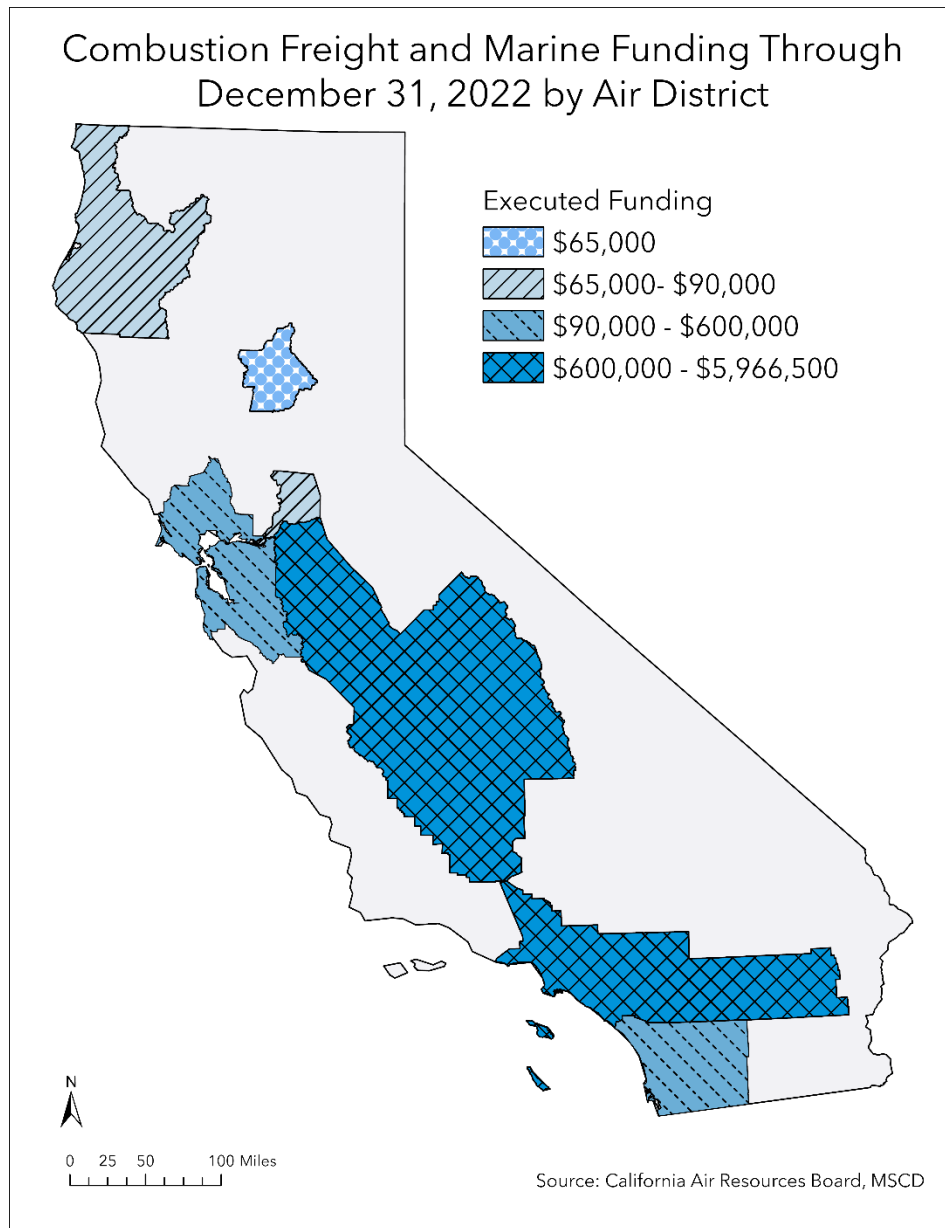 Combustion Freight and Marine Funding Through
December 31, 2022 by Air District
Executed Funding
$65,000
$65,000- $90,000
$90,000 - $600,000
$600,000 - $5,966,500
N
0 25 50 100 Miles
Source: California Air Resources Board, MSCD